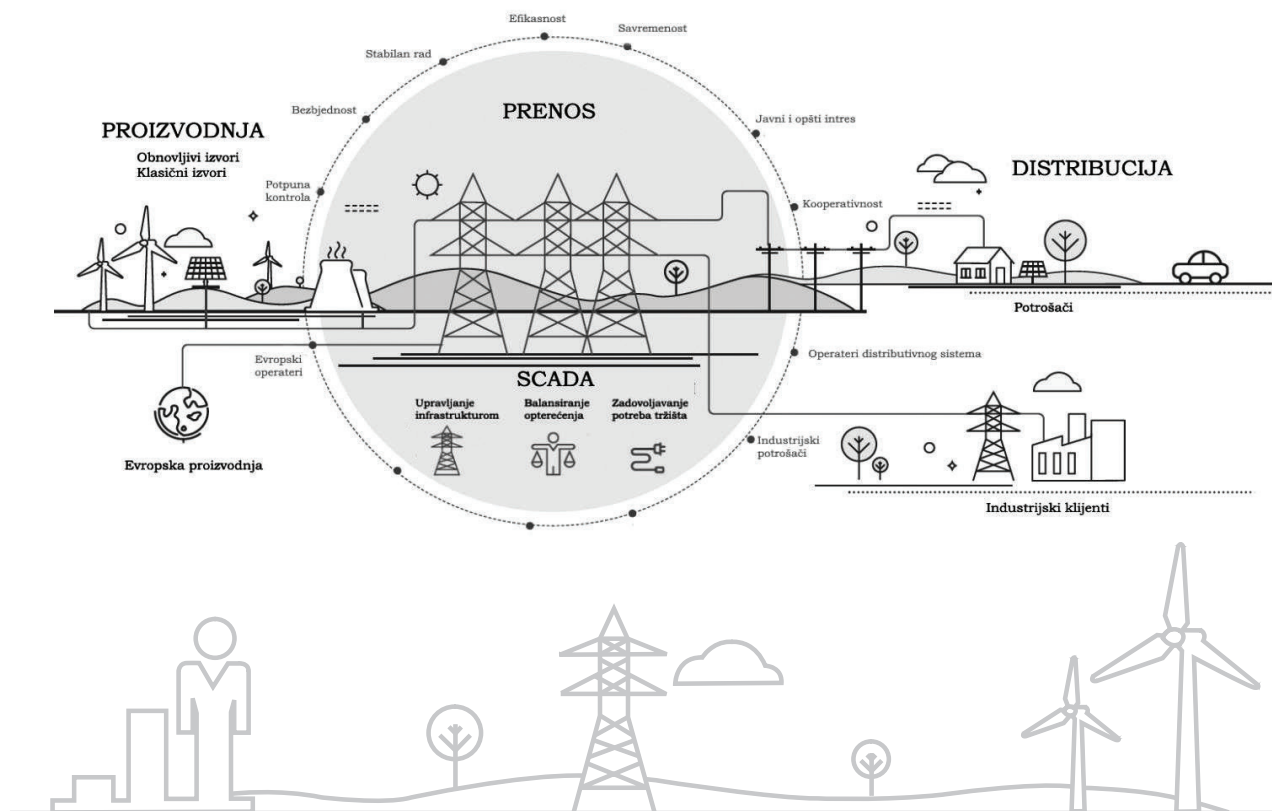 Efikasnost
Savremenost
Stabilan rad
Bezbjednost
PRENOS
Javni i opšti intres
PROIZVODNJA
Obnovljivi izvori
Klasični izvori
DISTRIBUCIJA
Potpuna
kontrola
Kooperativnost
Potrošači
Evropski
operateri
Operateri distributivnog sistema
SCADA
Upravljanje
infrastrukturom
Balansiranje
opterećenja
Zadovoljavanje
potreba tržišta
Industrijski
potrošači
Evropska proizvodnja
Industrijski klijenti